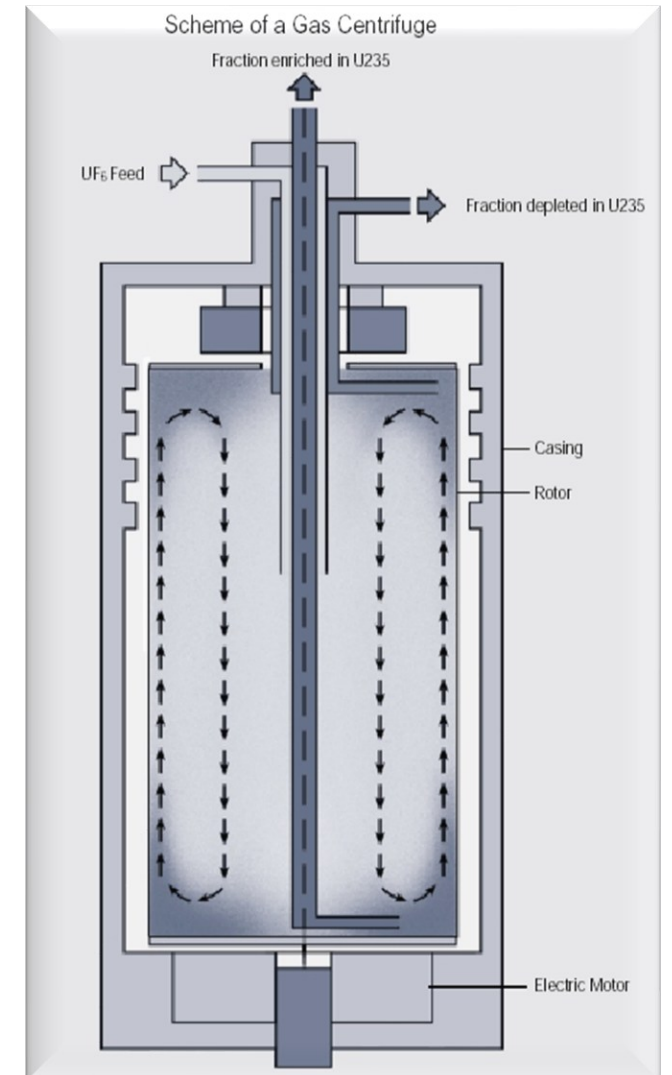 Scheme of a Gas Centrifuge
Fraction enriched in U235
UF₆ Feed
Fraction depleted in U235
Casing
Rotor
Electric Motor